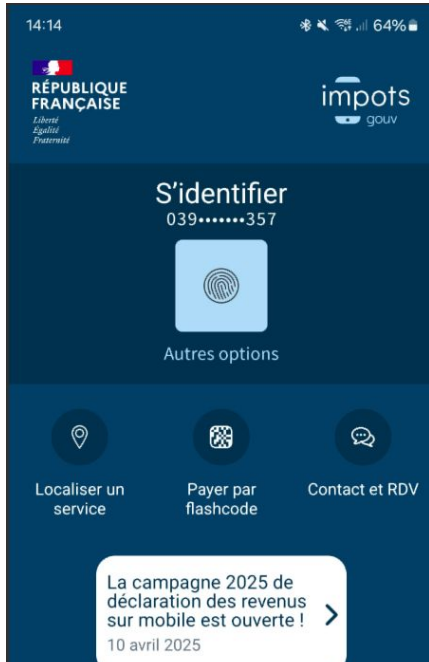 14:14
64%
RÉPUBLIQUE
FRANÇAISE
Liberté
Égalité
Fraternité
impots
gouv
S'identifier
039•••••••357
Autres options
Localiser un
service
Payer par
flashcode
Contact et RDV
La campagne 2025 de
déclaration des revenus
sur mobile est ouverte !
10 avril 2025